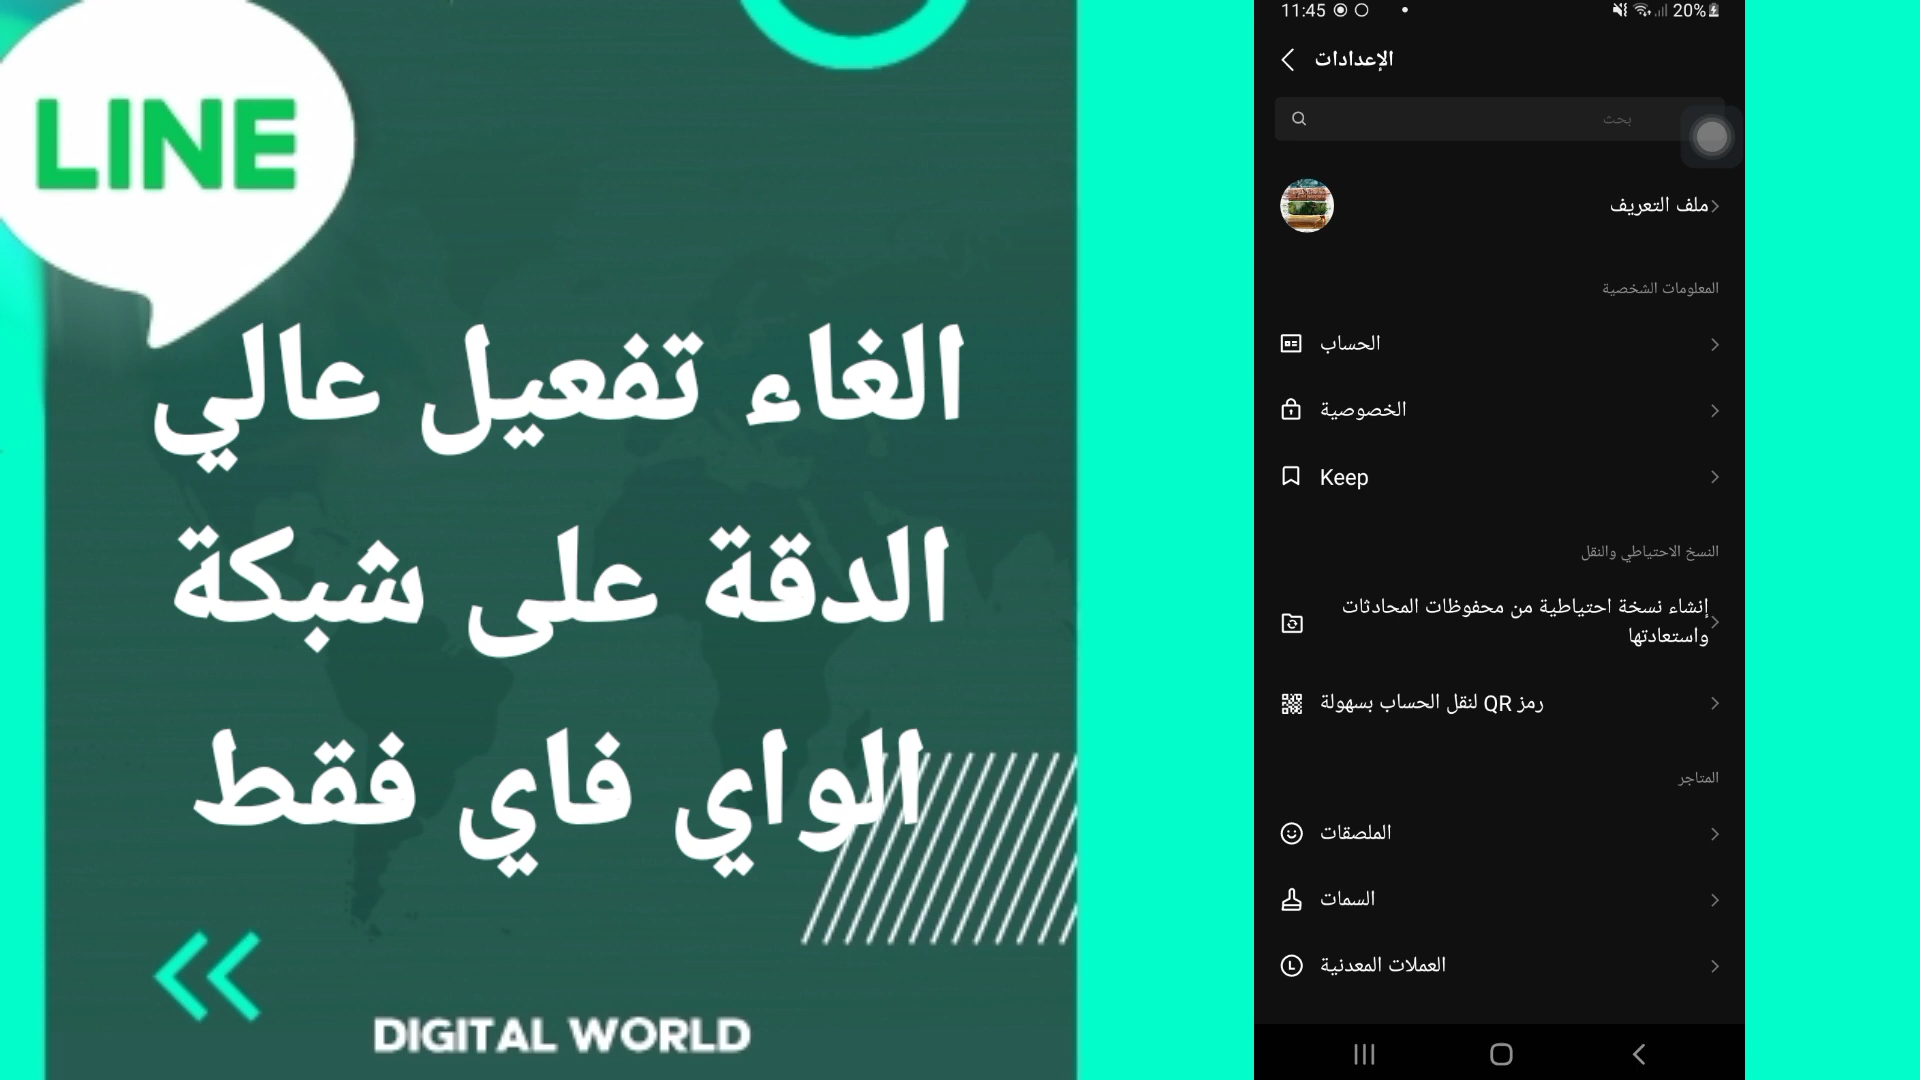 LINE
الغاء تفعيل عالي
الدقة على شبكة
الواي فاي فقط
DIGITAL WORLD
11:45
20%
الإعدادات
بحث
ملف التعريف
المعلومات الشخصية
الحساب
الخصوصية
Keep
النسخ الاحتياطي والنقل
إنشاء نسخة احتياطية من محفوظات المحادثات
واستعادتها
رمز QR لنقل الحساب بسهولة
المتاجر
الملصقات
السمات
العملات المعدنية